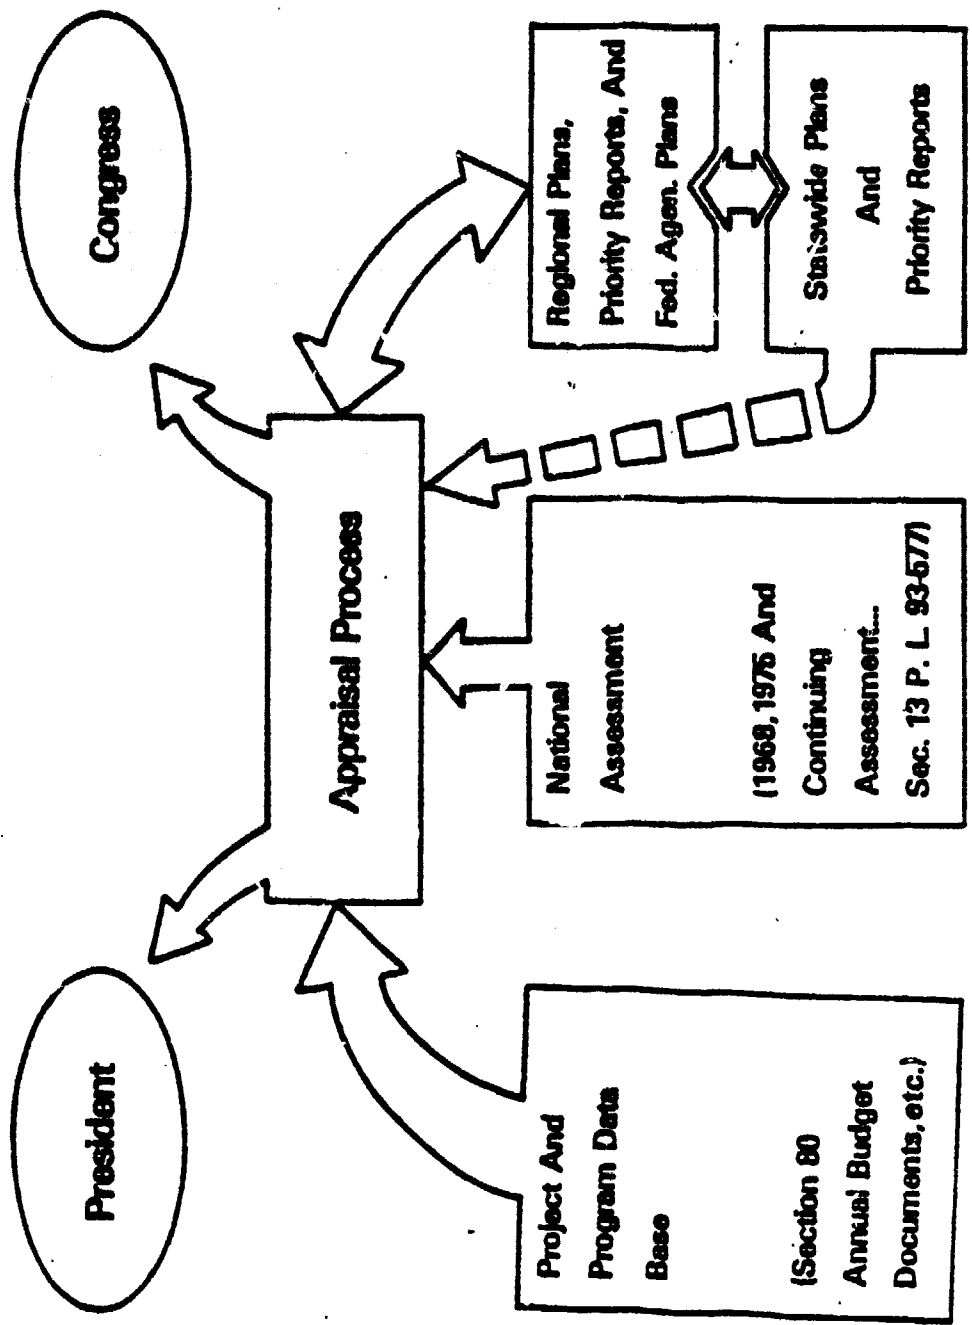 President
Congress
Appraisal Process
Project And
Program Data
Base
(Section 80
Annual Budget
Documents, etc.)
National
Assessment
(1968, 1975 And
Continuing
Assessment...
Sec. 13 P. L. 93-577)
Regional Plans,
Priority Reports, And
Fed. Agen. Plans
Statewide Plans
And
Priority Reports